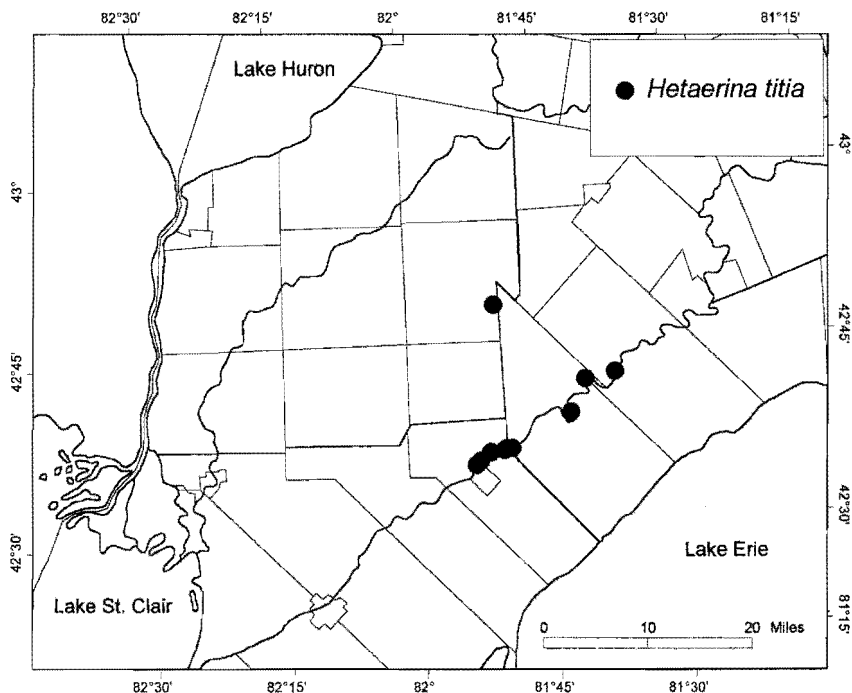 82°30' 82°15' 82° 81°45' 81°30' 81°15'
Lake Huron
Hetaerina titia
43°
43°
42°45'
42°45'
42°30'
42°30'
Lake Erie
Lake St. Clair
81°15'
0 10 20 Miles
82°30' 82°15' 82° 81°45' 81°30'